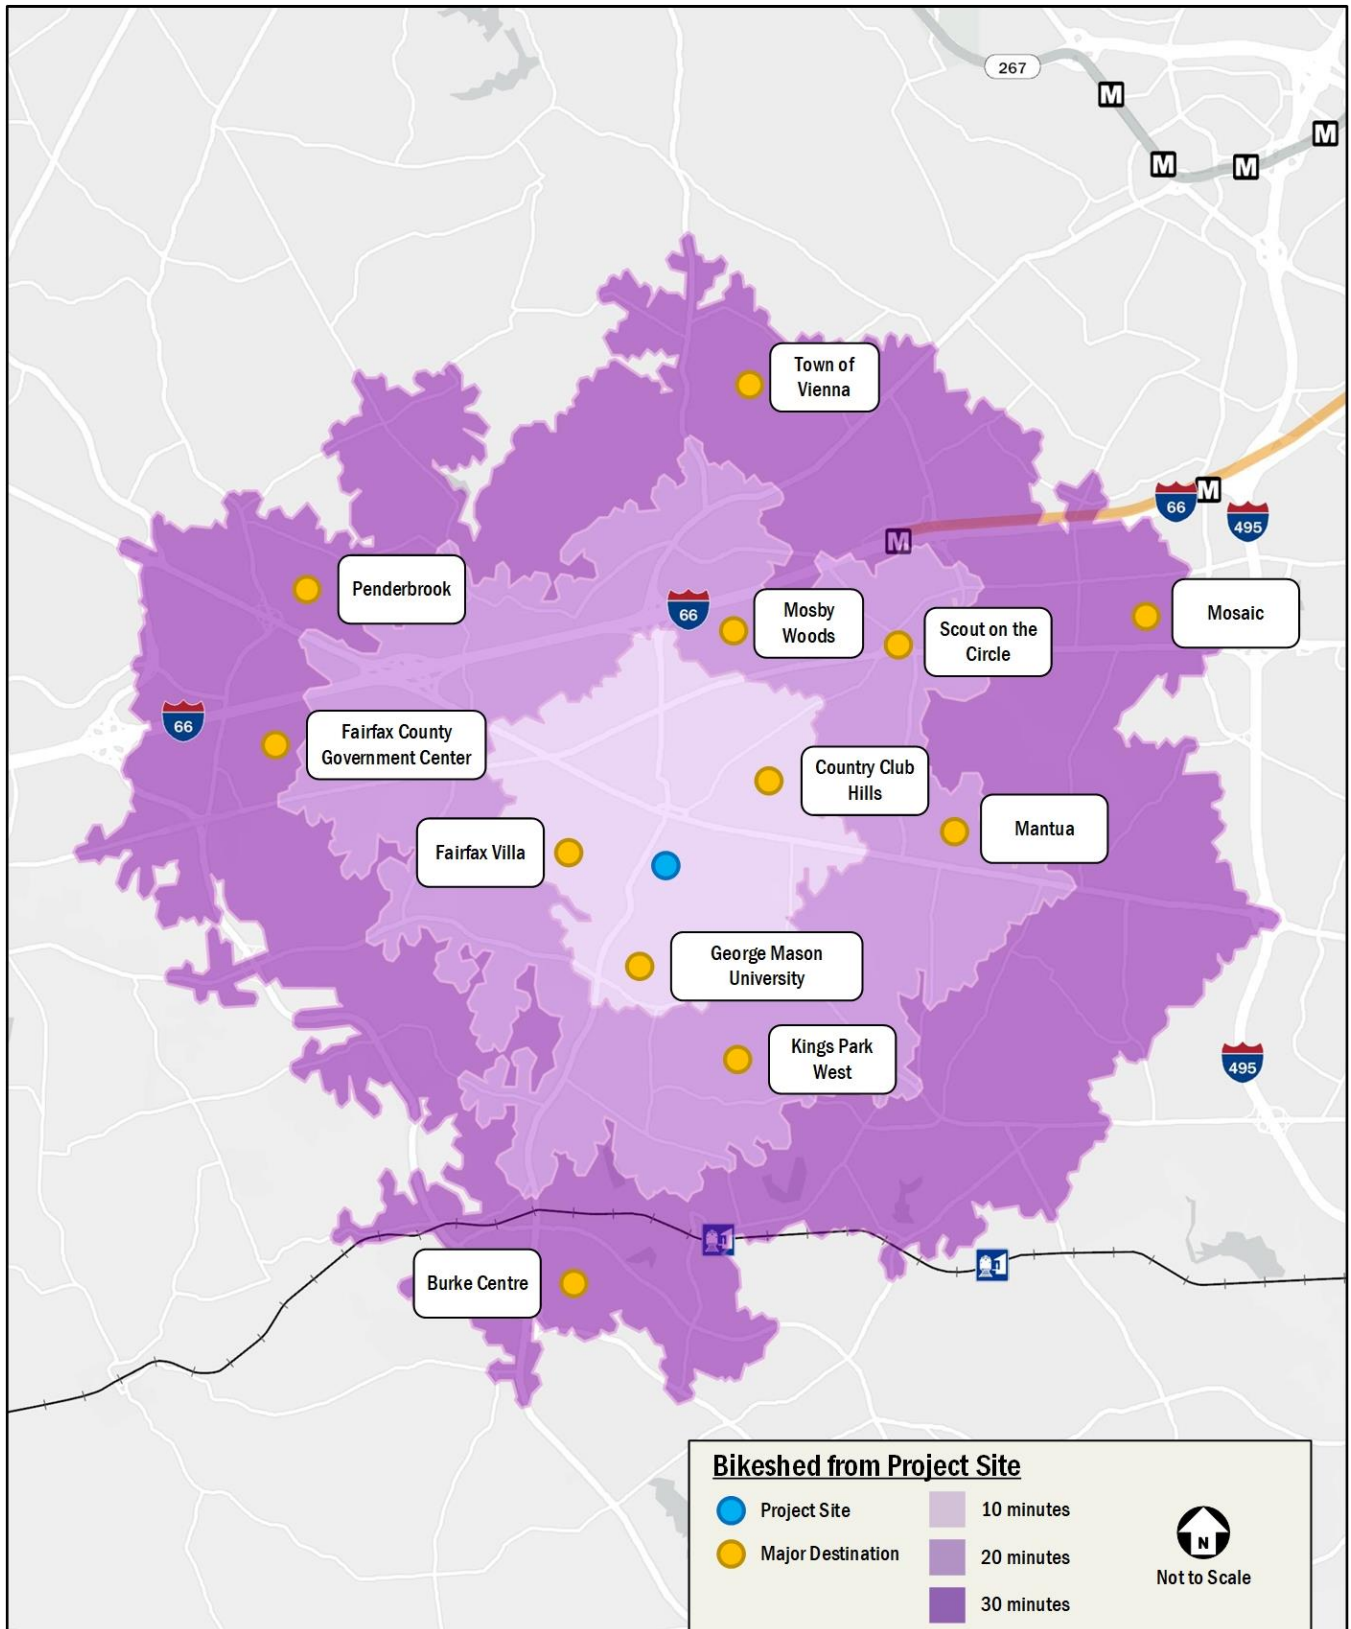 267
M
M
M
M
Town of
Vienna
66
M
495
M
Penderbrook
66
Mosby
Woods
Scout on the
Circle
Mosaic
66
Fairfax County
Government Center
Country Club
Hills
Mantua
Fairfax Villa
George Mason
University
Kings Park
West
495
Burke Centre
Bikeshed from Project Site
Project Site
Major Destination
10 minutes
20 minutes
30 minutes
N
Not to Scale